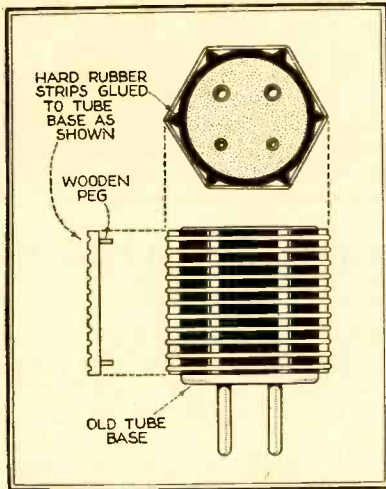 HARD RUBBER
STRIPS GLUED
TO TUBE
BASE AS
SHOWN
WOODEN
PEG
OLD TUBE
BASE